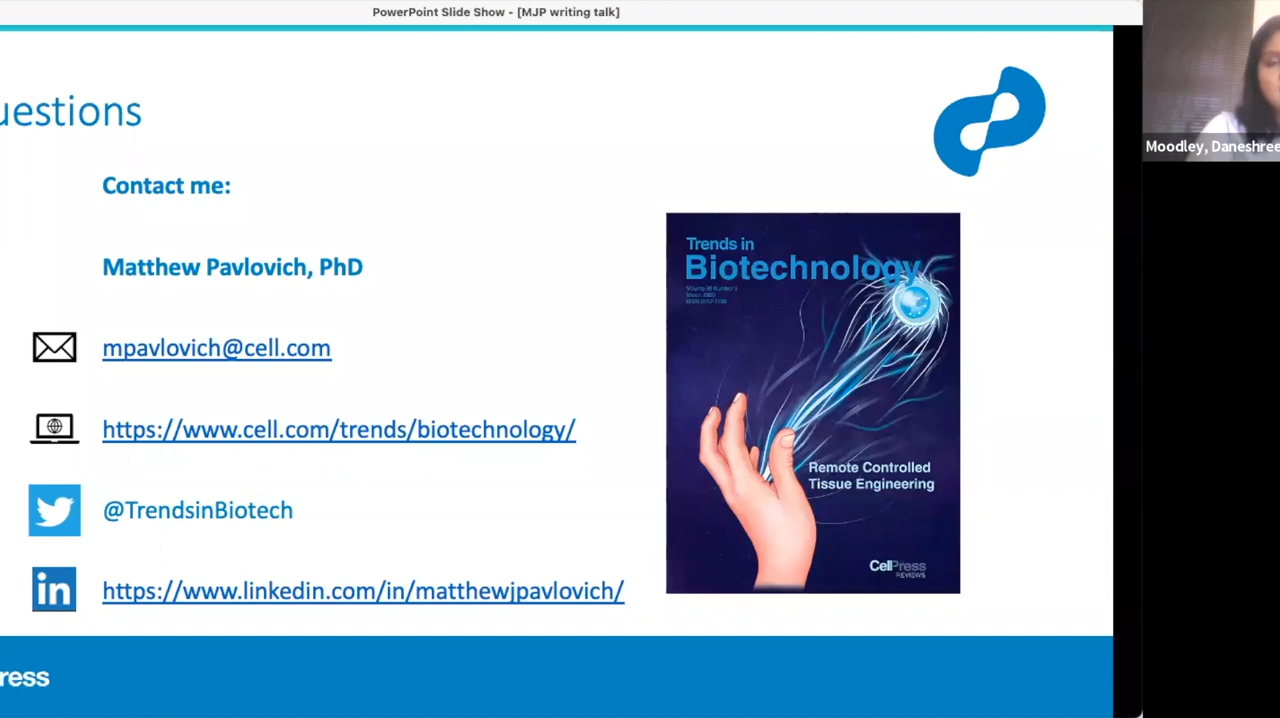 PowerPoint Slide Show - [MJP writing talk]
uestions
Contact me:
Matthew Pavlovich, PhD
mpavlovich@cell.com
https://www.cell.com/trends/biotechnology/
@TrendsinBiotech
in
https://www.linkedin.com/in/matthewjpavlovich/
Trends in
Biotechnology
Remote Controlled
Tissue Engineering
CellPress
REVIEWS
ress
Moodley, Daneshree